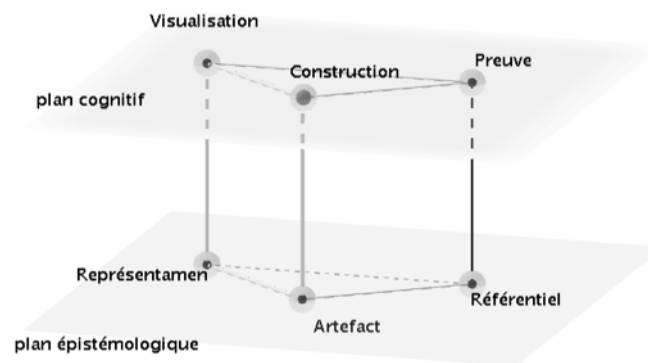 Visualisation
Preuve
Construction
plan cognitif
Représentamen
Référentiel
Artefact
plan épistémologique